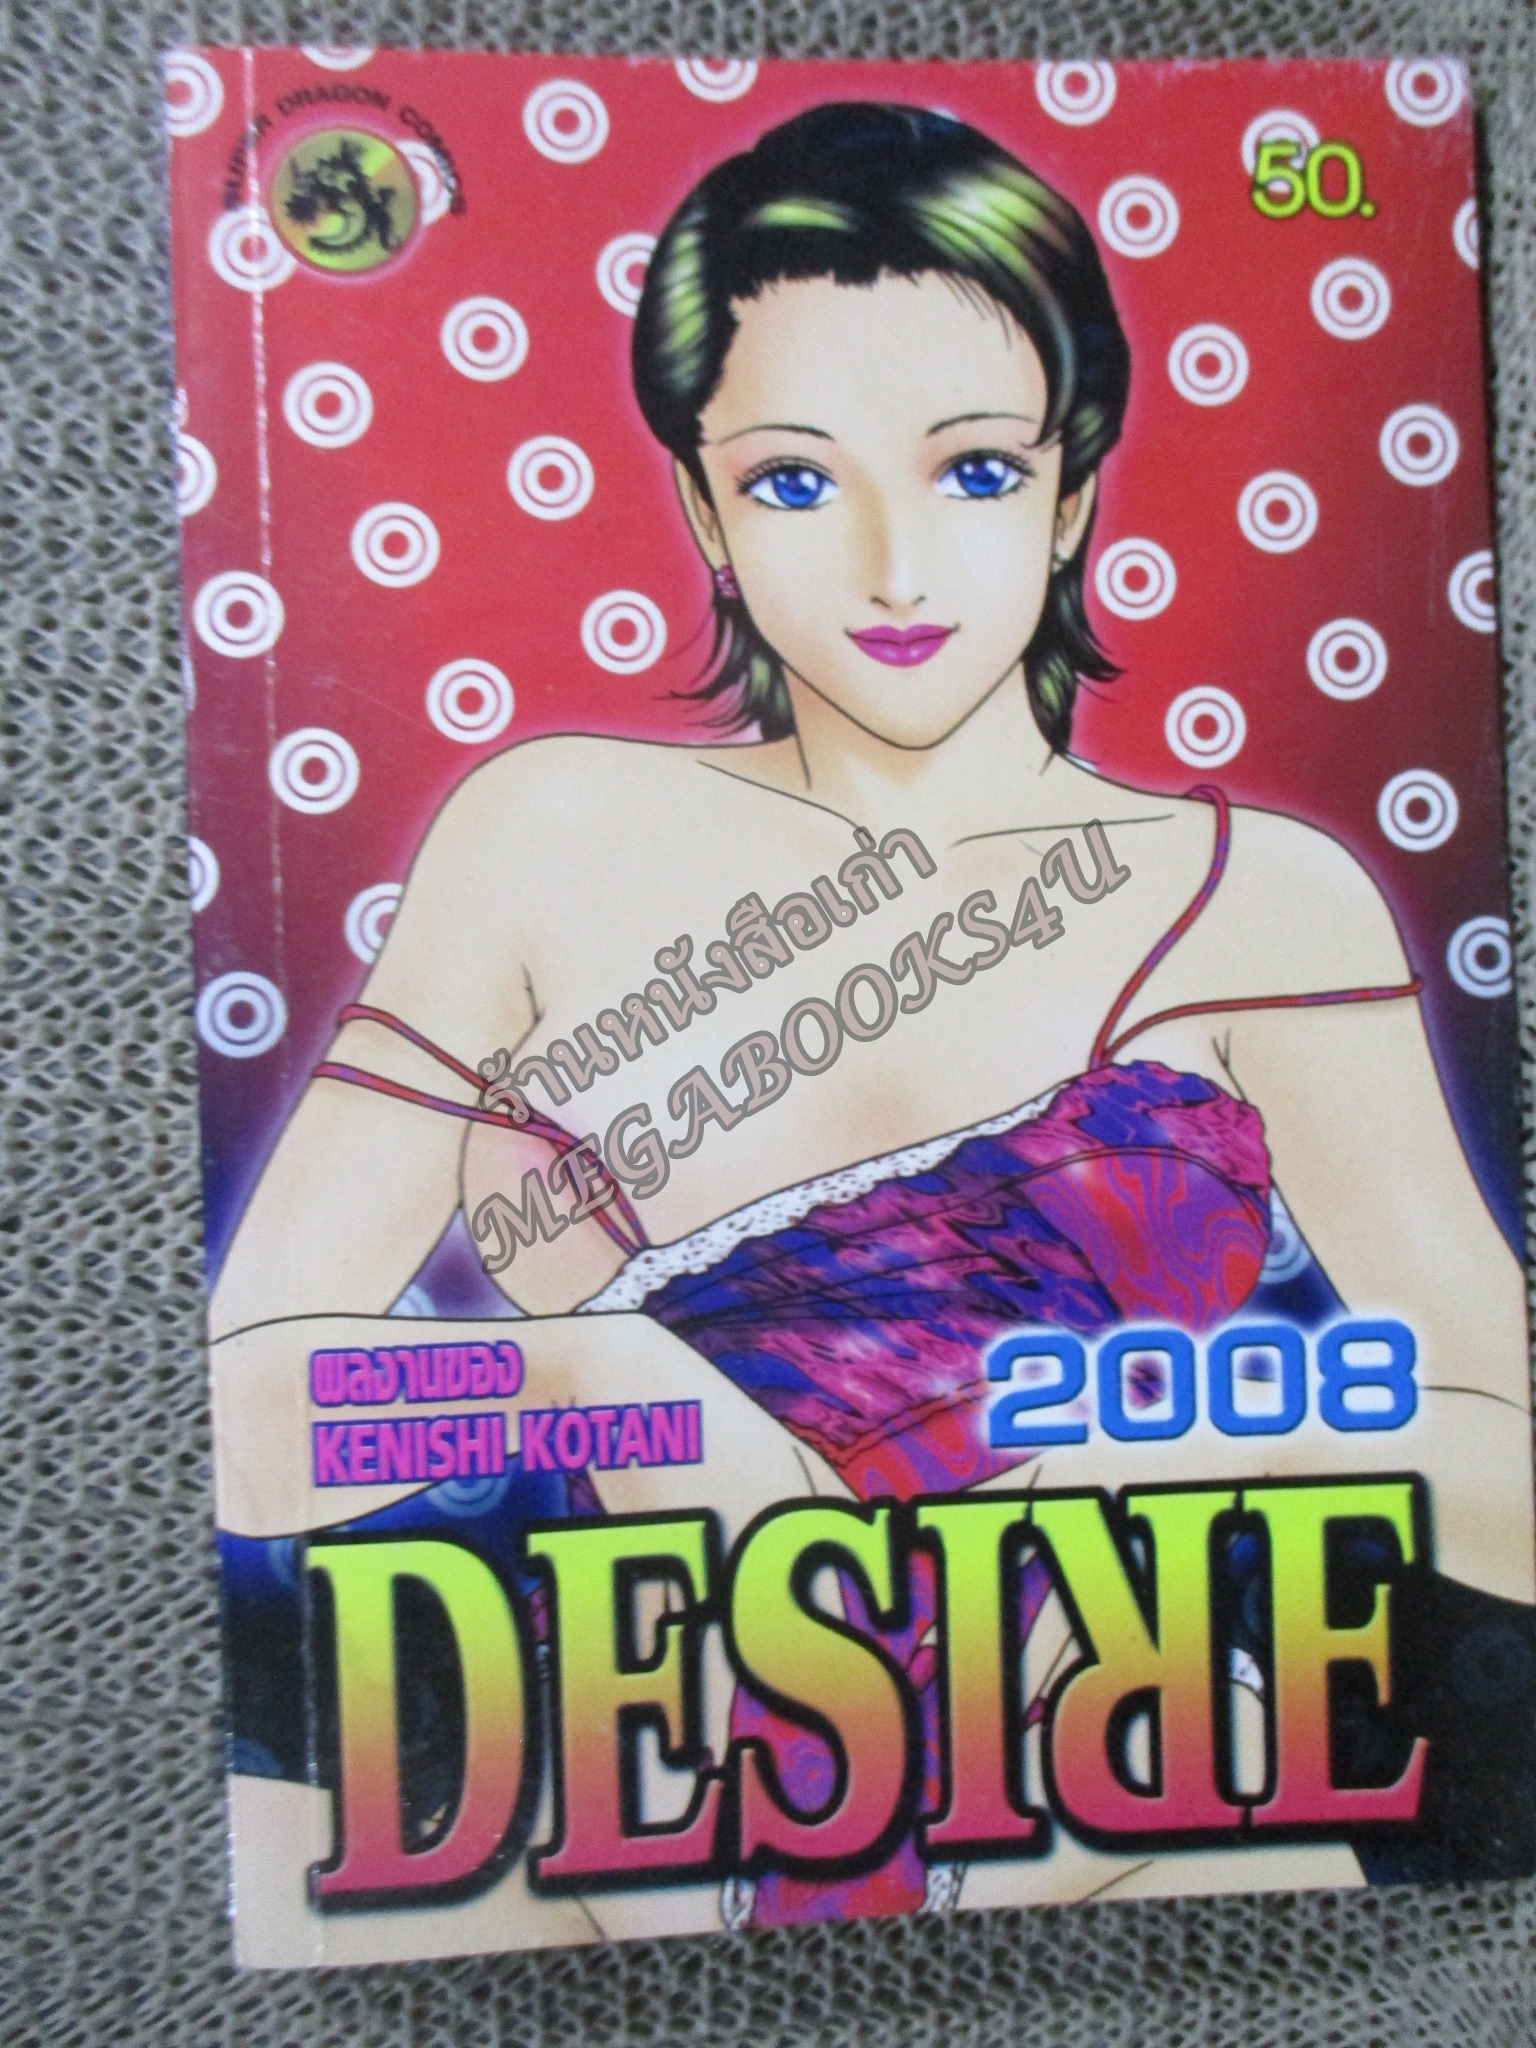 SUPER DRAGON COMICS
50.
ร้านหนังสือเก่า
MEGABOOKS4U
ผลงานของ
KENISHI KOTANI
2008
DESIRE